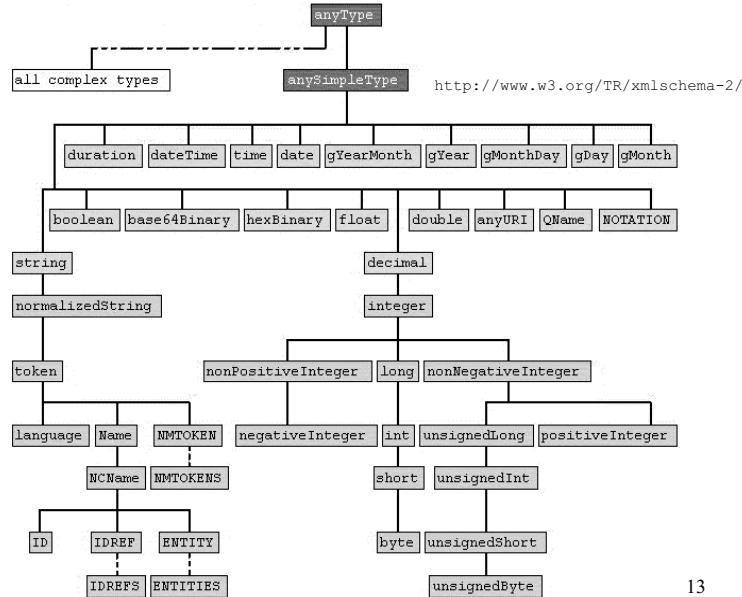 anyType
all complex types
anySimpleType
http://www.w3.org/TR/xmlschema-2/
duration dateTime time date gYearMonth gYear gMonthDay gDay gMonth
boolean base64Binary hexBinary float double anyURI QName NOTATION
string decimal
normalizedString integer
token nonPositiveInteger long nonNegativeInteger
language Name NMTOKEN negativeInteger int unsignedLong positiveInteger
NCName NMTOKENS short unsignedInt
ID IDREF ENTITY byte unsignedShort
IDREFS ENTITIES unsignedByte
13